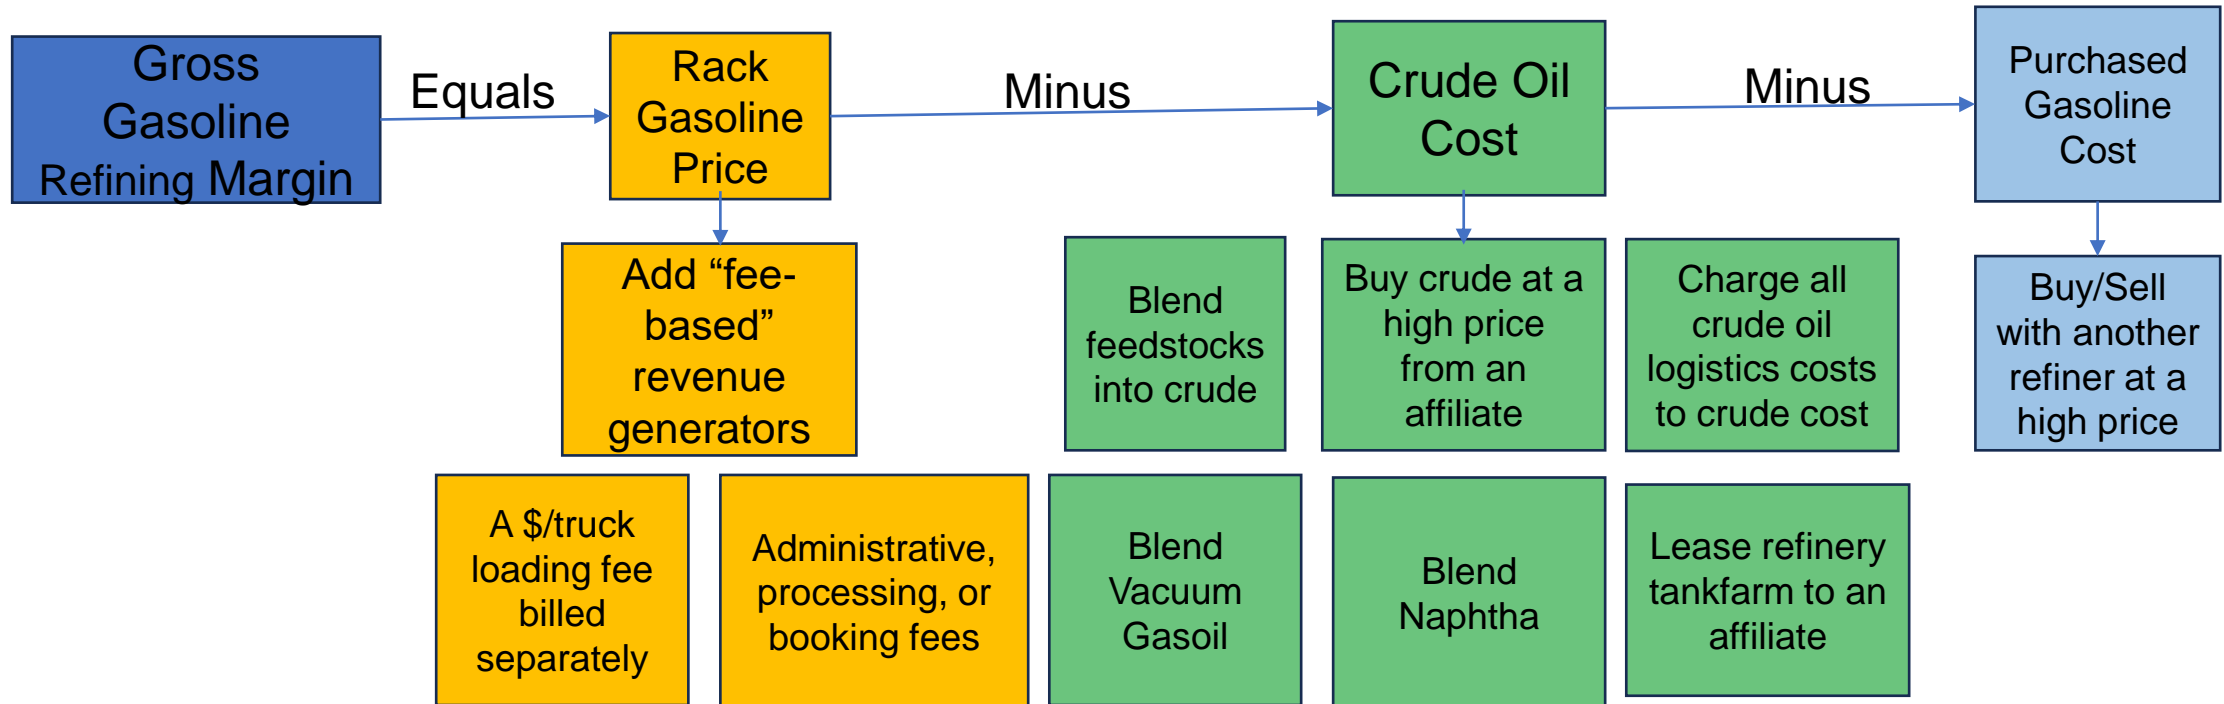 Gross
Gasoline
Refining Margin
Equals
Rack
Gasoline
Price
Minus
Crude Oil
Cost
Minus
Purchased
Gasoline
Cost
Add “fee-
based”
revenue
generators
Blend
feedstocks
into crude
Buy crude at a
high price
from an
affiliate
Charge all
crude oil
logistics costs
to crude cost
Buy/Sell
with another
refiner at a
high price
A $/truck
loading fee
billed
separately
Administrative,
processing, or
booking fees
Blend
Vacuum
Gasoil
Blend
Naphtha
Lease refinery
tankfarm to an
affiliate